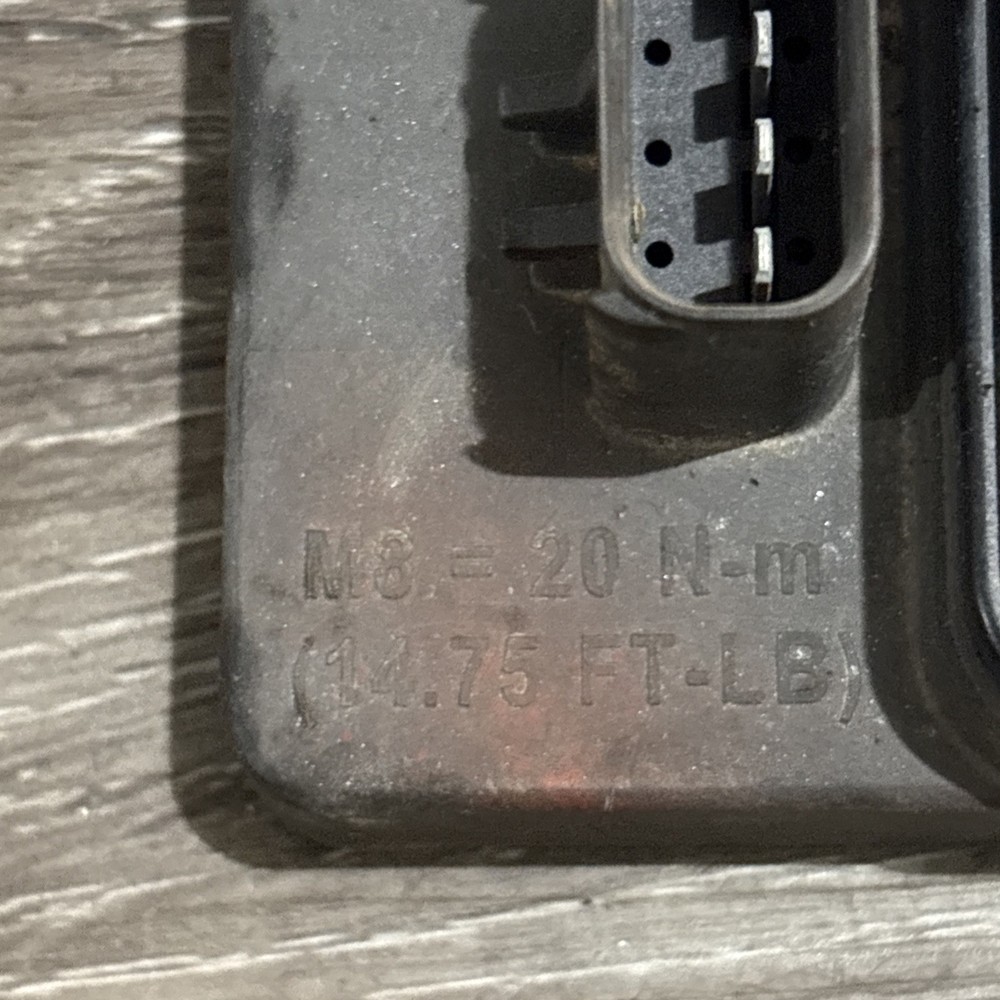 M8 = 20 N-m
(14.75 FT-LB)